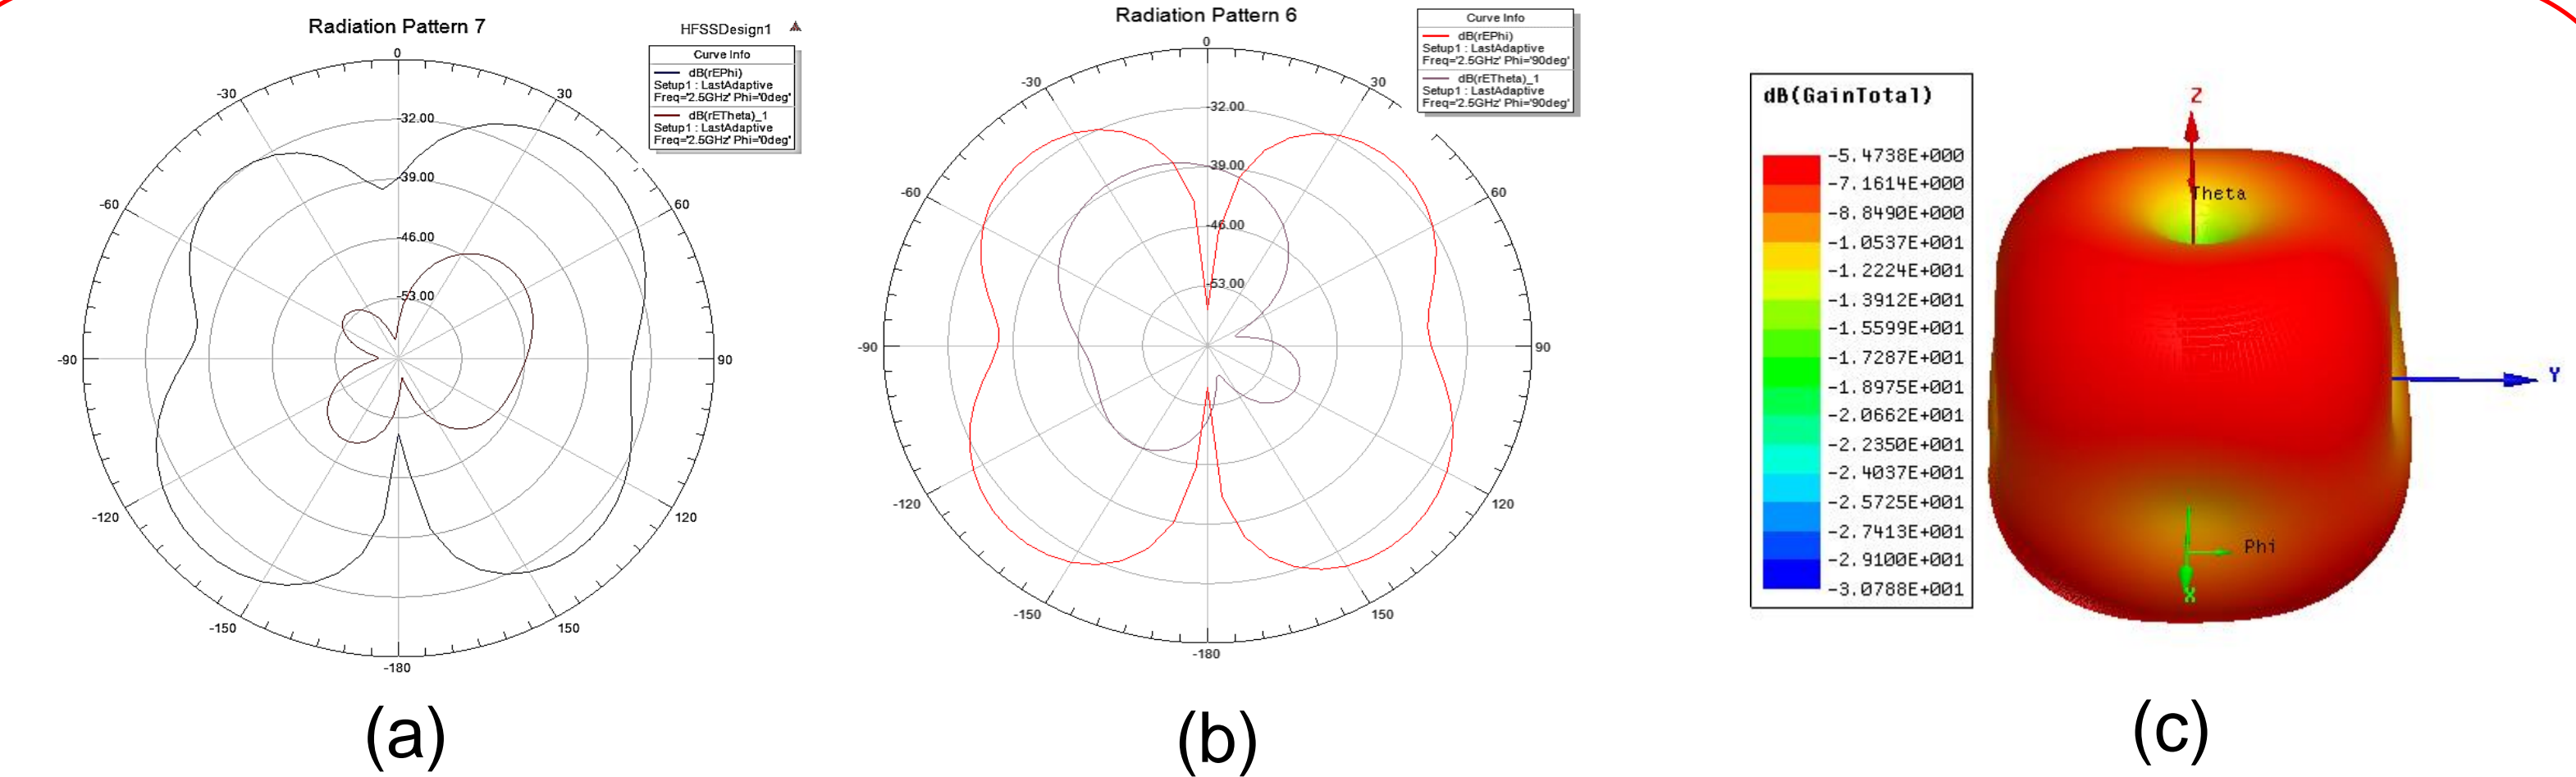 Radiation Pattern 7
HFSSDesign1
Curve Info
dB(rEPhi)
Setup1 : LastAdaptive
Freq='2.5GHz' Phi='0deg'
dB(rETheta)_1
Setup1 : LastAdaptive
Freq='2.5GHz' Phi='0deg'
0
-30
30
-32.00
-39.00
-60
60
-46.00
-53.00
-90
90
-120
120
-150
150
-180
(a)
Radiation Pattern 6
Curve Info
dB(rEPhi)
Setup1 : LastAdaptive
Freq='2.5GHz' Phi='90deg'
dB(rETheta)_1
Setup1 : LastAdaptive
Freq='2.5GHz' Phi='90deg'
0
-30
30
-32.00
-39.00
-60
60
-46.00
-53.00
-90
90
-120
120
-150
150
-180
(b)
dB(GainTotal)
-5.4738E+000
-7.1614E+000
-8.8490E+000
-1.0537E+001
-1.2224E+001
-1.3912E+001
-1.5599E+001
-1.7287E+001
-1.8975E+001
-2.0662E+001
-2.2350E+001
-2.4037E+001
-2.5725E+001
-2.7413E+001
-2.9100E+001
-3.0788E+001
Z
Theta
Y
Phi
X
(c)